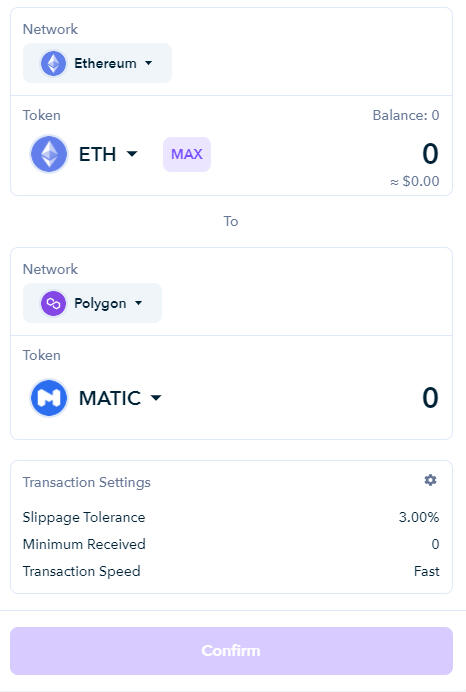 Network
Ethereum
Token Balance: 0
ETH MAX 0
≈ $0.00
To
Network
Polygon
Token
MATIC 0
Transaction Settings
Slippage Tolerance 3.00%
Minimum Received 0
Transaction Speed Fast
Confirm